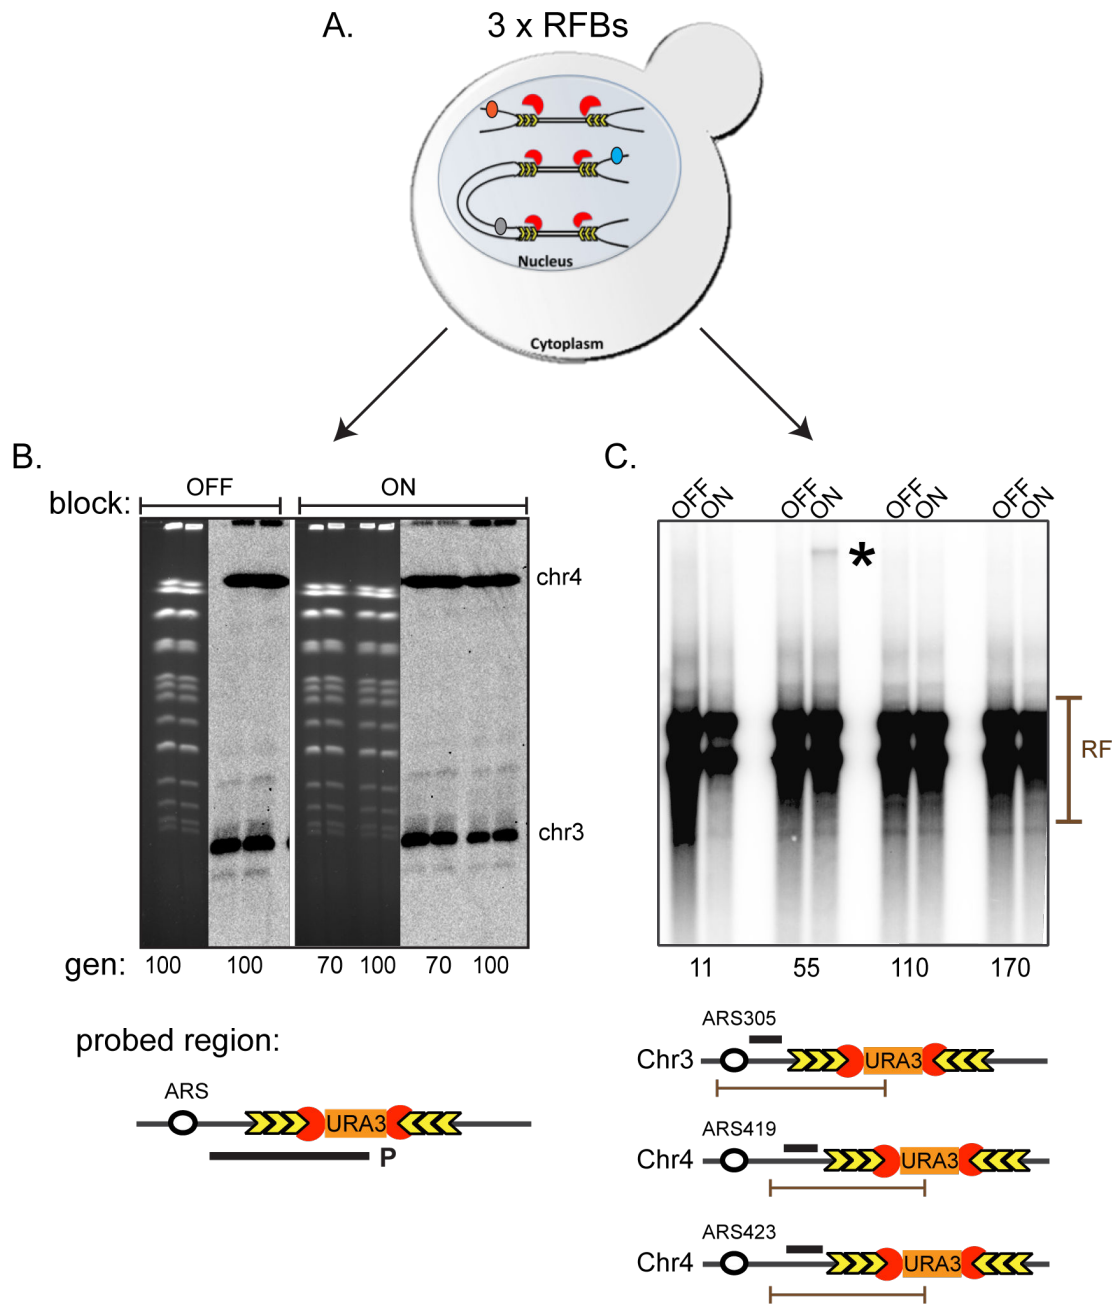 A.
3 x RFBs
Nucleus
Cytoplasm
B.
block:
OFF
ON
chr4
chr3
gen:
100
100
70
100
70
100
probed region:
ARS
URA3
P
C.
OFF
ON
OFF
ON
OFF
ON
OFF
ON
*
RF
11
55
110
170
ARS305
Chr3
URA3
ARS419
Chr4
URA3
ARS423
Chr4
URA3